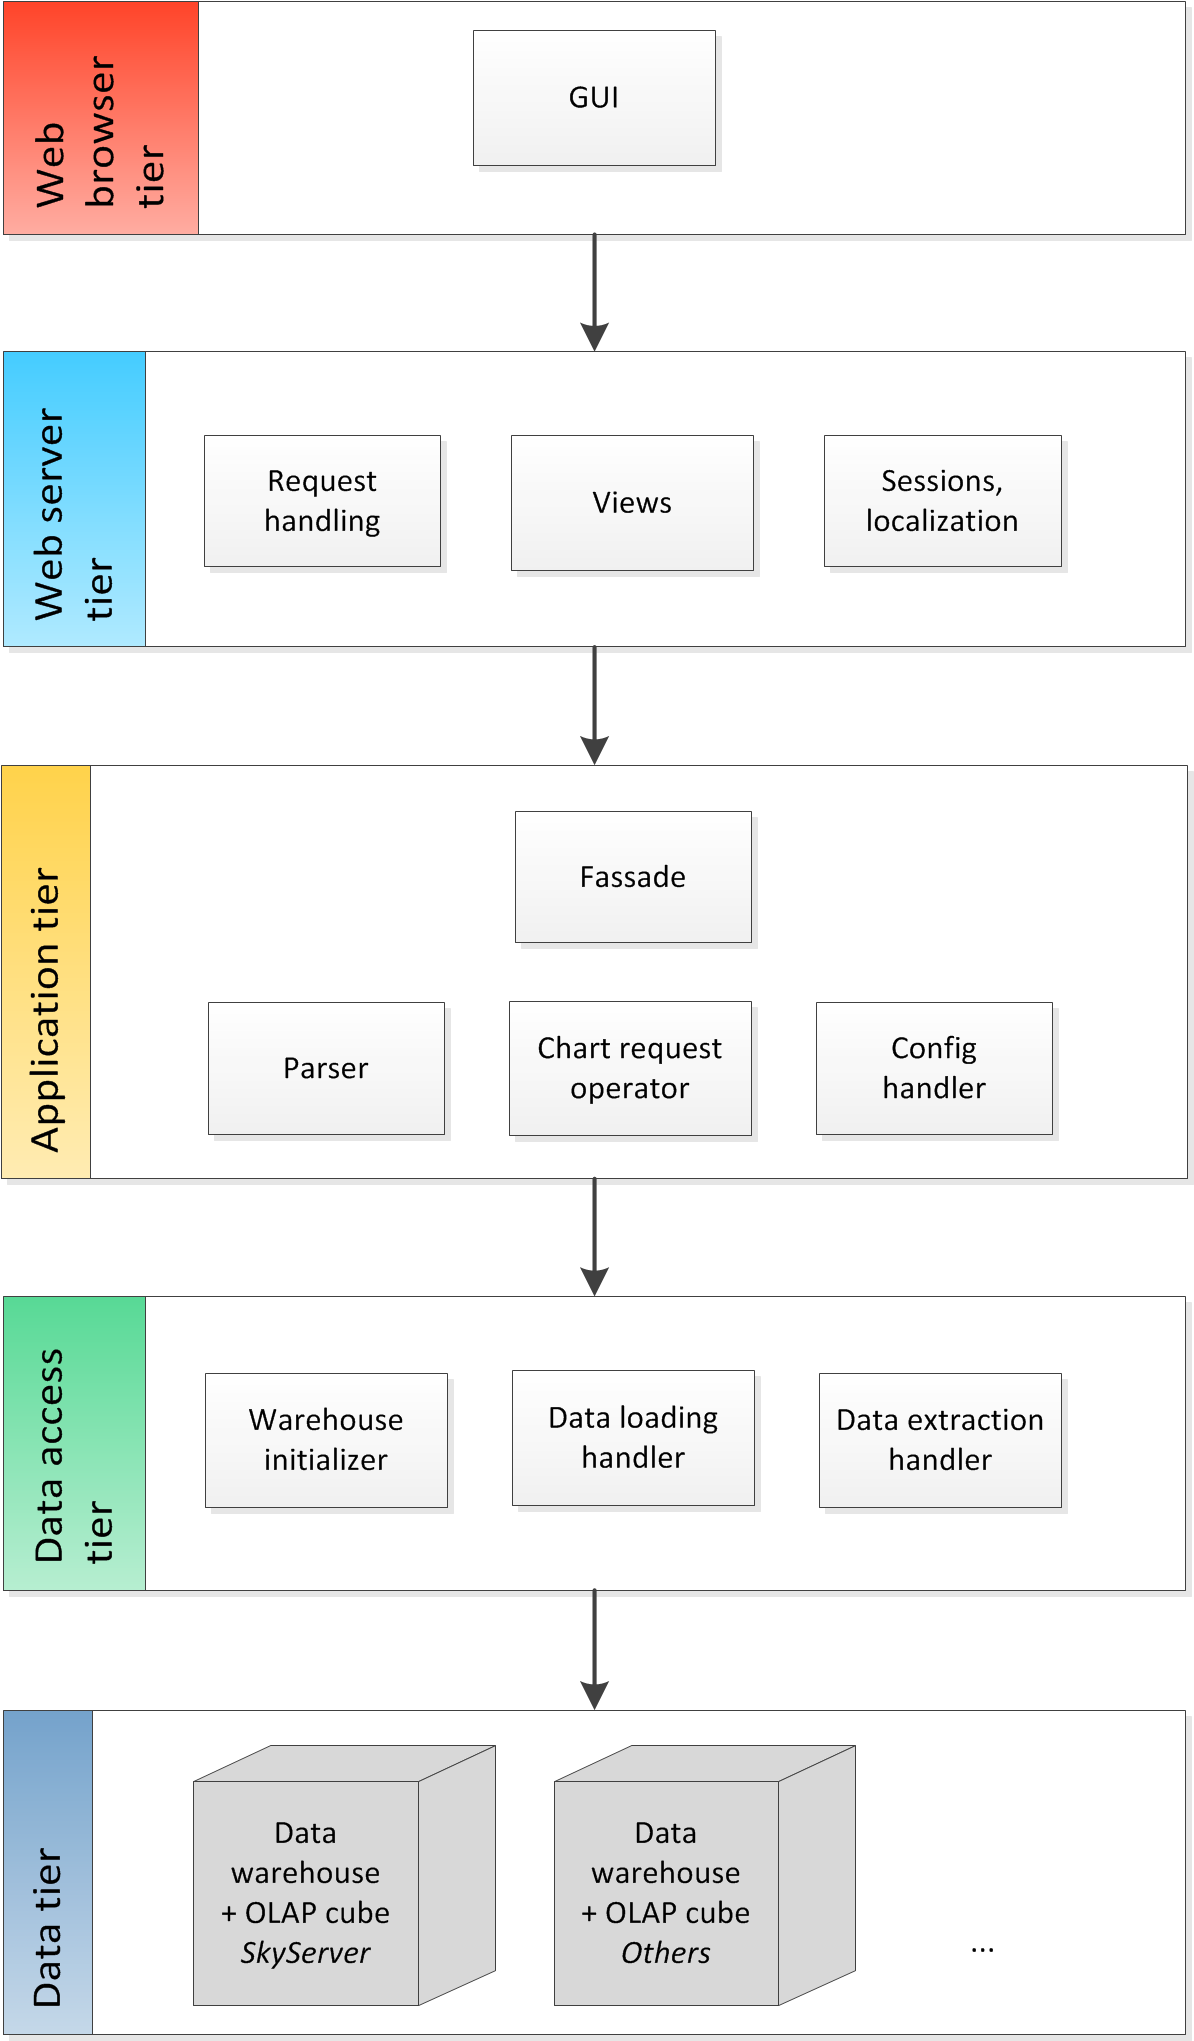 Web
browser
tier
GUI
Web server
tier
Request
handling
Views
Sessions,
localization
Application tier
Fassade
Parser
Chart request
operator
Config
handler
Data access
tier
Warehouse
initializer
Data loading
handler
Data extraction
handler
Data tier
Data
warehouse
+ OLAP cube
SkyServer
Data
warehouse
+ OLAP cube
Others
...